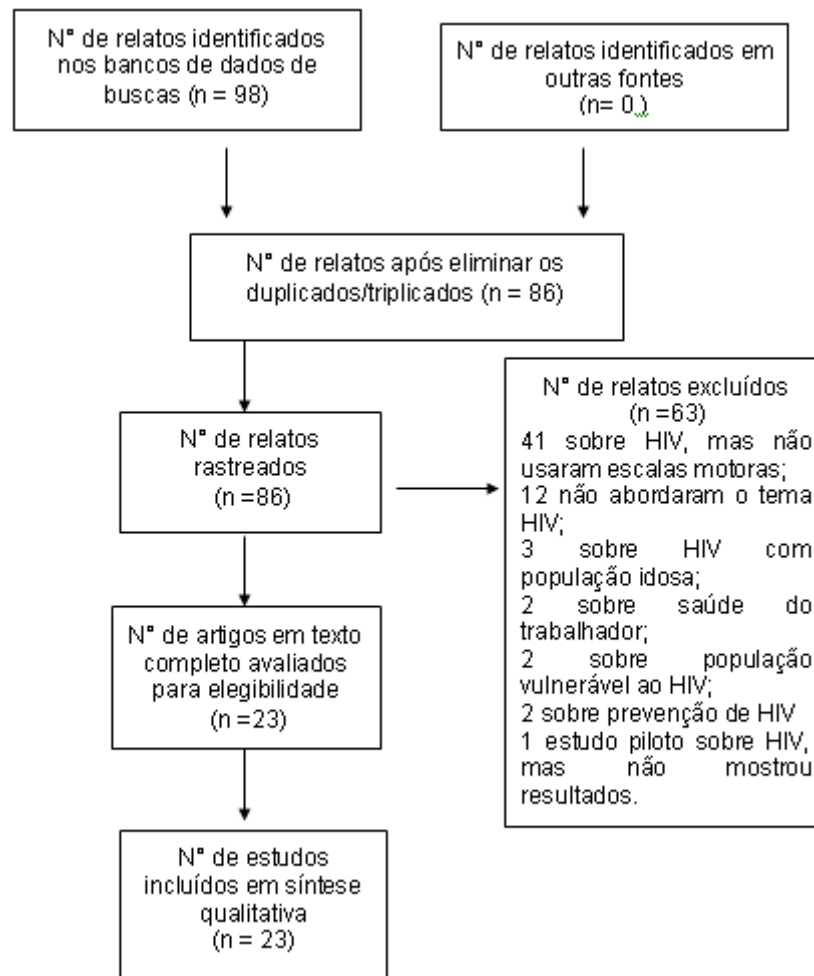 N° de relatos identificados
nos bancos de dados de
buscas (n = 98)
N° de relatos identificados em
outras fontes
(n= 0 )
N° de relatos após eliminar os
duplicados/triplicados (n = 86)
N° de relatos
rastreados
(n =86)
N° de relatos excluídos
(n =63)
41 sobre HIV, mas não
usaram escalas motoras;
12 não abordaram o tema
HIV;
3 sobre HIV com
população idosa;
2 sobre saúde do
trabalhador;
2 sobre população
vulnerável ao HIV;
2 sobre prevenção de HIV
1 estudo piloto sobre HIV,
mas não mostrou
resultados.
N° de artigos em texto
completo avaliados
para elegibilidade
(n =23)
N° de estudos
incluídos em síntese
qualitativa
(n = 23)